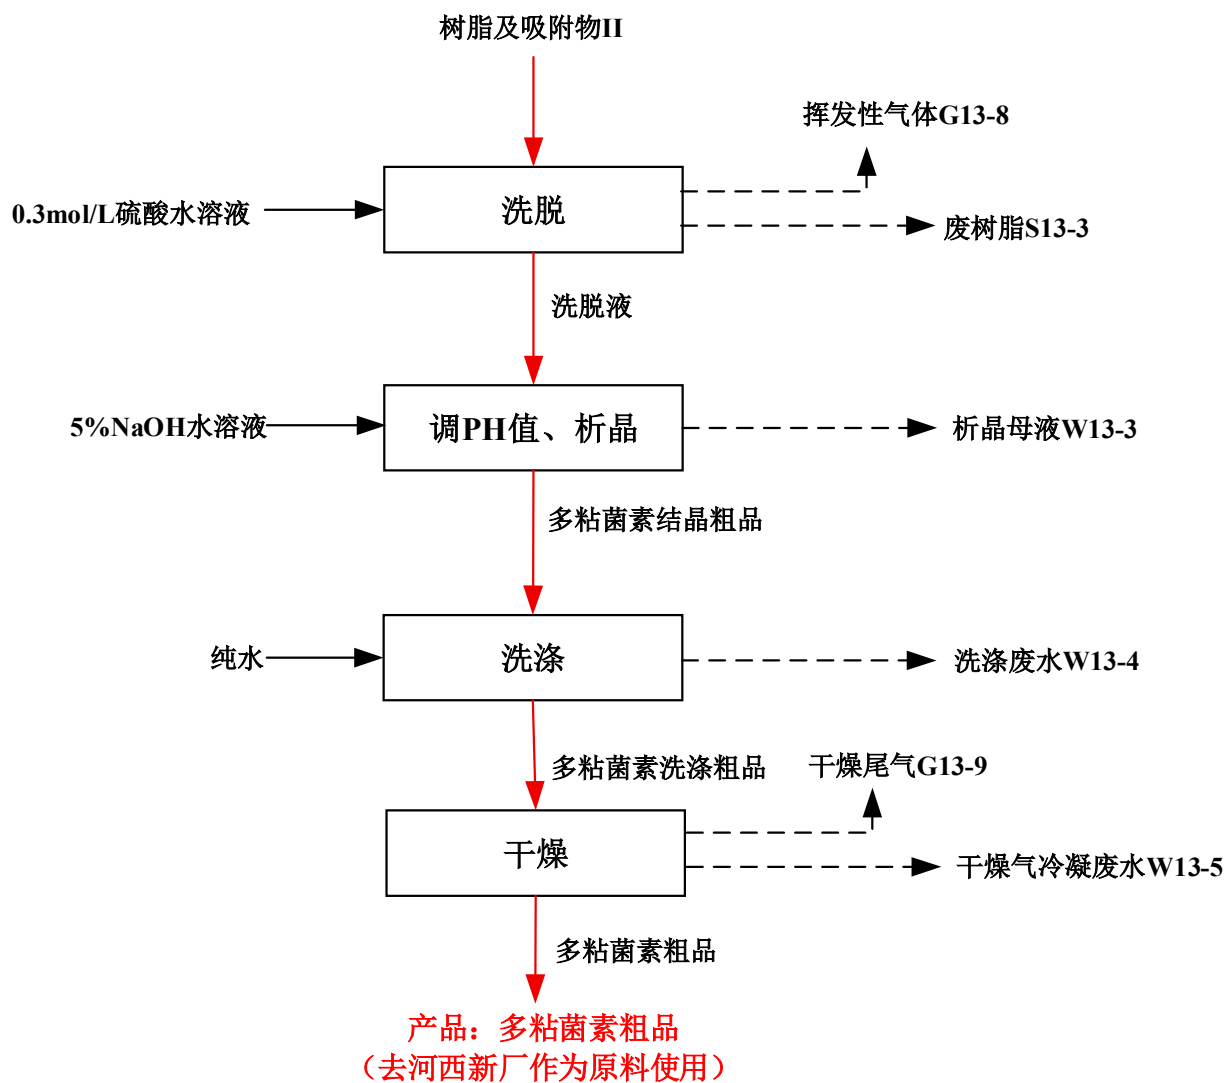 树脂及吸附物II
挥发性气体G13-8
0.3mol/L硫酸水溶液
洗脱
废树脂S13-3
洗脱液
5%NaOH水溶液
调PH值、析晶
析晶母液W13-3
多粘菌素结晶粗品
纯水
洗涤
洗涤废水W13-4
多粘菌素洗涤粗品
干燥尾气G13-9
干燥
干燥气冷凝废水W13-5
多粘菌素粗品
产品：多粘菌素粗品
（去河西新厂作为原料使用）